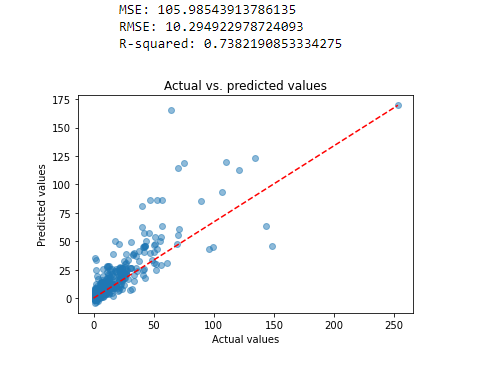 MSE: 105.98543913786135
RMSE: 10.294922978724093
R-squared: 0.7382190853334275
Actual vs. predicted values
175
150
125
100
75
50
25
0
Predicted values
0 50 100 150 200 250
Actual values